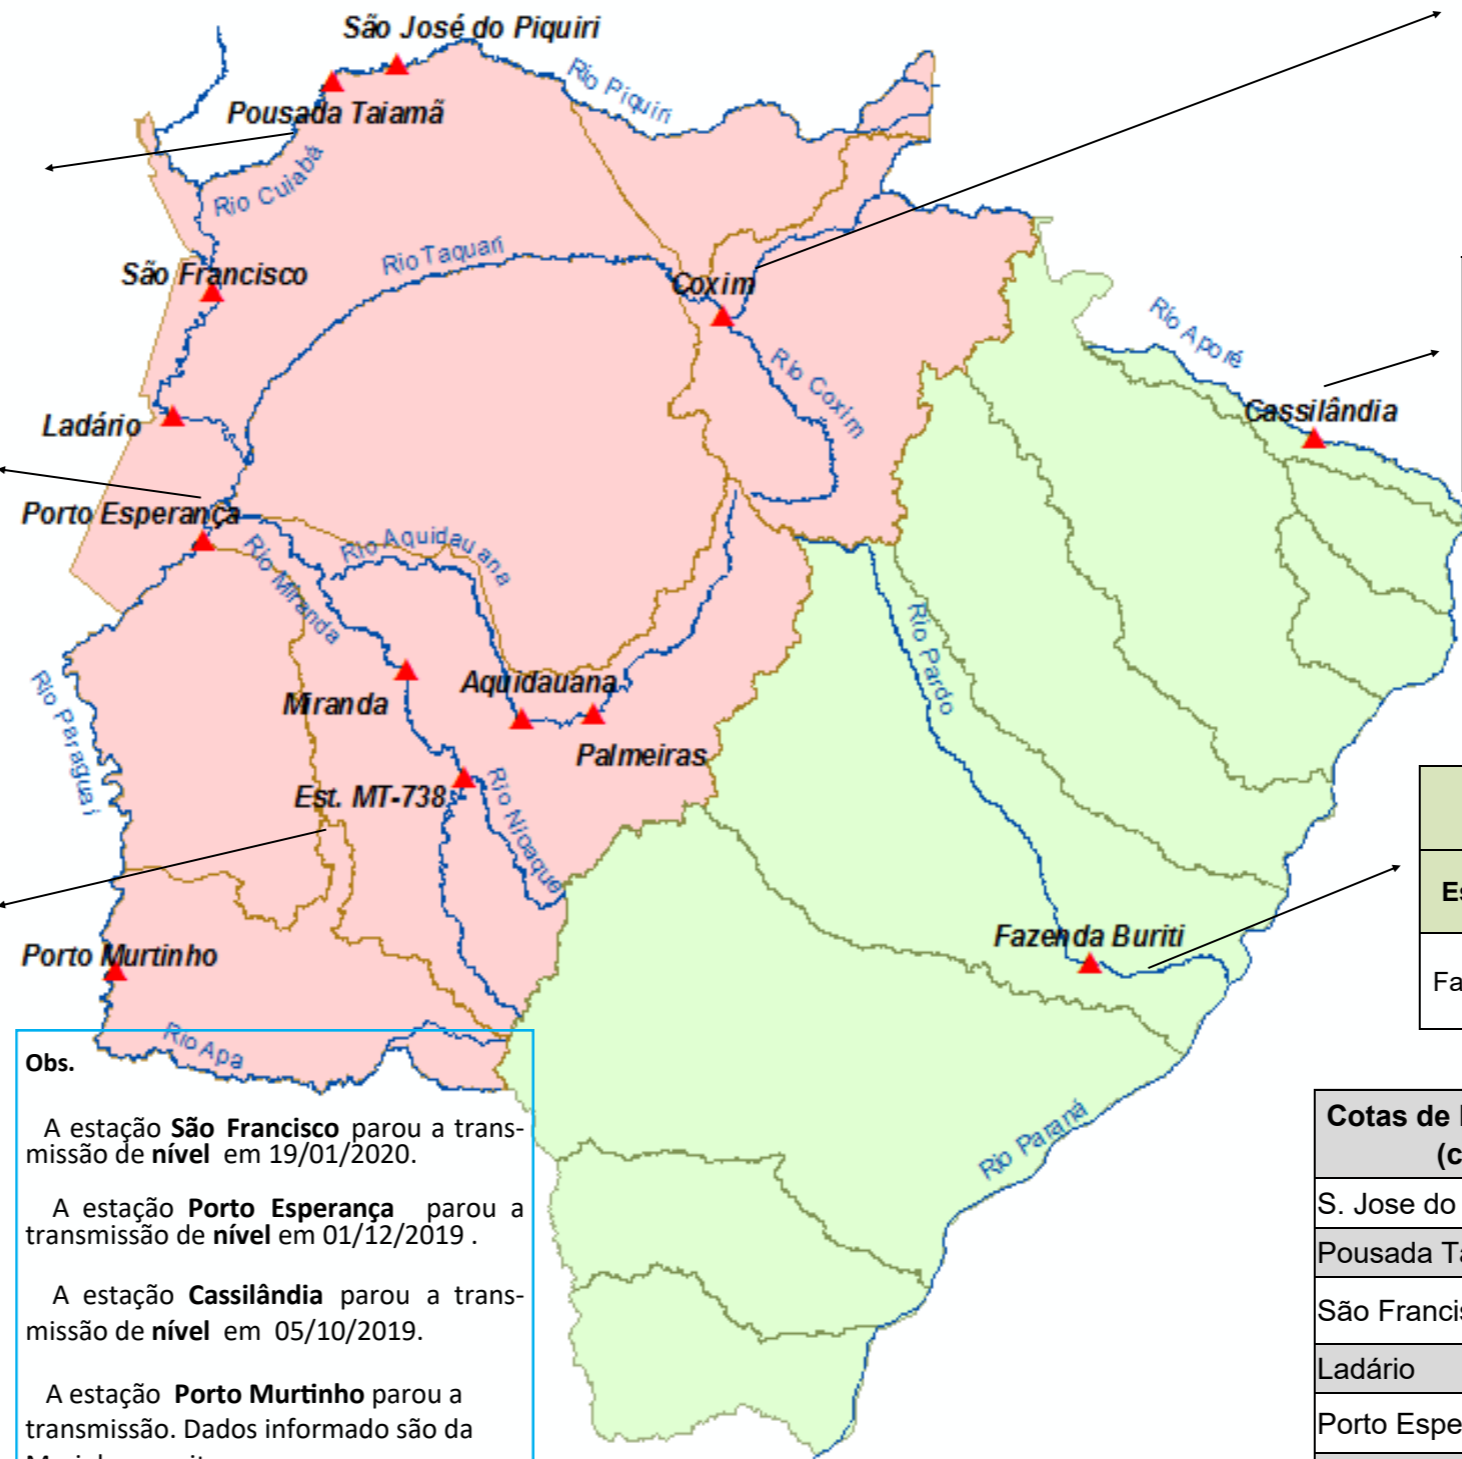 São José do Piquiri
Rio Piquiri
Pousada Taiamã
Rio Cuiabá
Rio Taquari
São Francisco
Coxim
Rio Aporé
Rio Coxim
Cassilândia
Ladário
Porto Esperança
Rio Aquidauana
Rio Miranda
Rio Pardo
Rio Paraguai
Aquidauana
Miranda
Palmeiras
Est. MT-738
Rio Nioaque
Fazenda Buriti
Porto Murtinho
Rio Apa
Rio Paraná
Obs.
A estação São Francisco parou a trans-
missão de nível em 19/01/2020.
A estação Porto Esperança parou a
transmissão de nível em 01/12/2019 .
A estação Cassilândia parou a trans-
missão de nível em 05/10/2019.
A estação Porto Murtinho parou a
transmissão. Dados informado são da
Es
Fa
Cotas de
(c
S. Jose do
Pousada Ta
São Francis
Ladário
Porto Espe